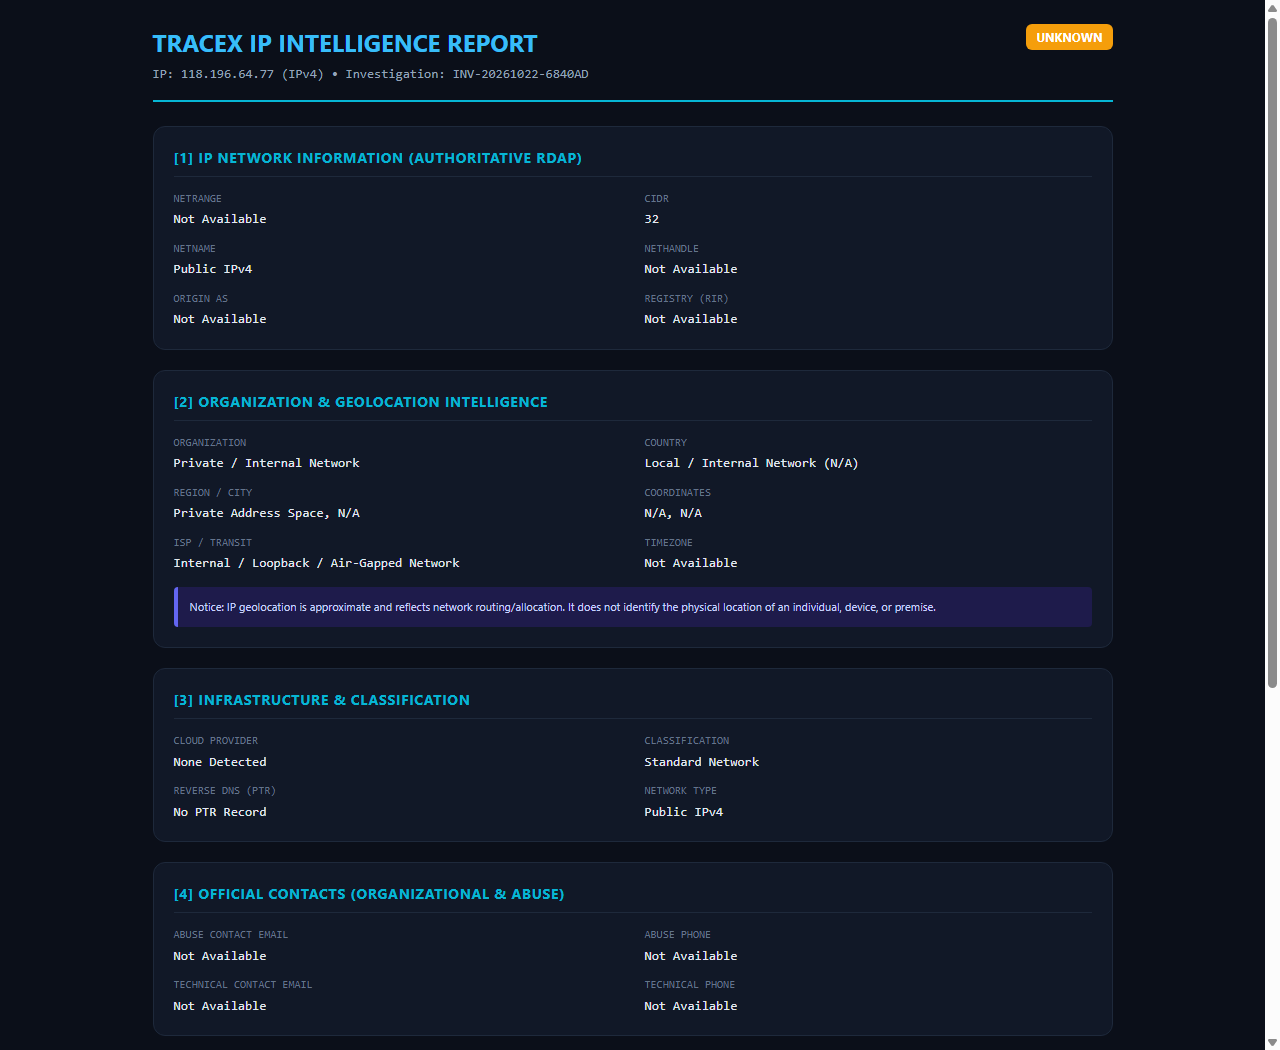 TRACEX IP INTELLIGENCE REPORT
UNKNOWN
IP: 118.196.64.77 (IPv4) • Investigation: INV-20261022-6840AD
[1] IP NETWORK INFORMATION (AUTHORITATIVE RDAP)
NETRANGE
Not Available
CIDR
32
NETNAME
Public IPv4
NETHANDLE
Not Available
ORIGIN AS
Not Available
REGISTRY (RIR)
Not Available
[2] ORGANIZATION & GEOLOCATION INTELLIGENCE
ORGANIZATION
Private / Internal Network
COUNTRY
Local / Internal Network (N/A)
REGION / CITY
Private Address Space, N/A
COORDINATES
N/A, N/A
ISP / TRANSIT
Internal / Loopback / Air-Gapped Network
TIMEZONE
Not Available
Notice: IP geolocation is approximate and reflects network routing/allocation. It does not identify the physical location of an individual, device, or premise.
[3] INFRASTRUCTURE & CLASSIFICATION
CLOUD PROVIDER
None Detected
CLASSIFICATION
Standard Network
REVERSE DNS (PTR)
No PTR Record
NETWORK TYPE
Public IPv4
[4] OFFICIAL CONTACTS (ORGANIZATIONAL & ABUSE)
ABUSE CONTACT EMAIL
Not Available
ABUSE PHONE
Not Available
TECHNICAL CONTACT EMAIL
Not Available
TECHNICAL PHONE
Not Available